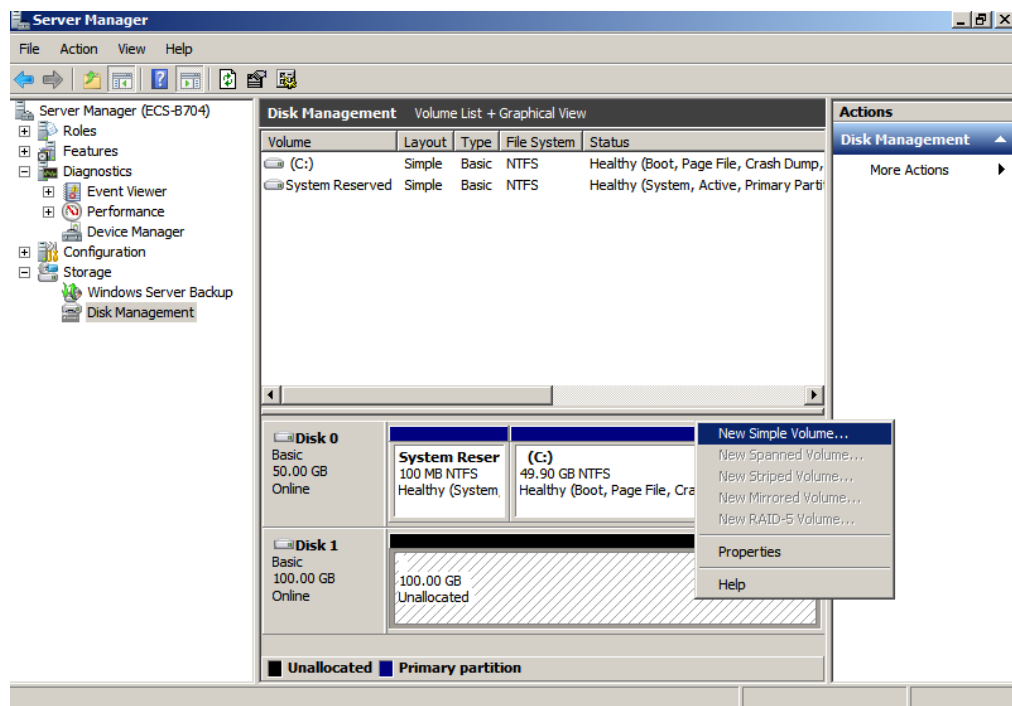 Server Manager
File Action View Help
Server Manager (ECS-B704)
Roles
Features
Diagnostics
Event Viewer
Performance
Device Manager
Configuration
Storage
Windows Server Backup
Disk Management
Disk Management Volume List + Graphical View
Volume Layout Type File System Status
(C:) Simple Basic NTFS Healthy (Boot, Page File, Crash Dump,
System Reserved Simple Basic NTFS Healthy (System, Active, Primary Parti
Disk 0
Basic
50.00 GB
Online
System Reser
100 MB NTFS
Healthy (System,
(C:)
49.90 GB NTFS
Healthy (Boot, Page File, Cra
Disk 1
Basic
100.00 GB
Online
100.00 GB
Unallocated
New Simple Volume...
New Spanned Volume...
New Striped Volume...
New Mirrored Volume...
New RAID-5 Volume...
Properties
Help
Unallocated Primary partition
Actions
Disk Management
More Actions